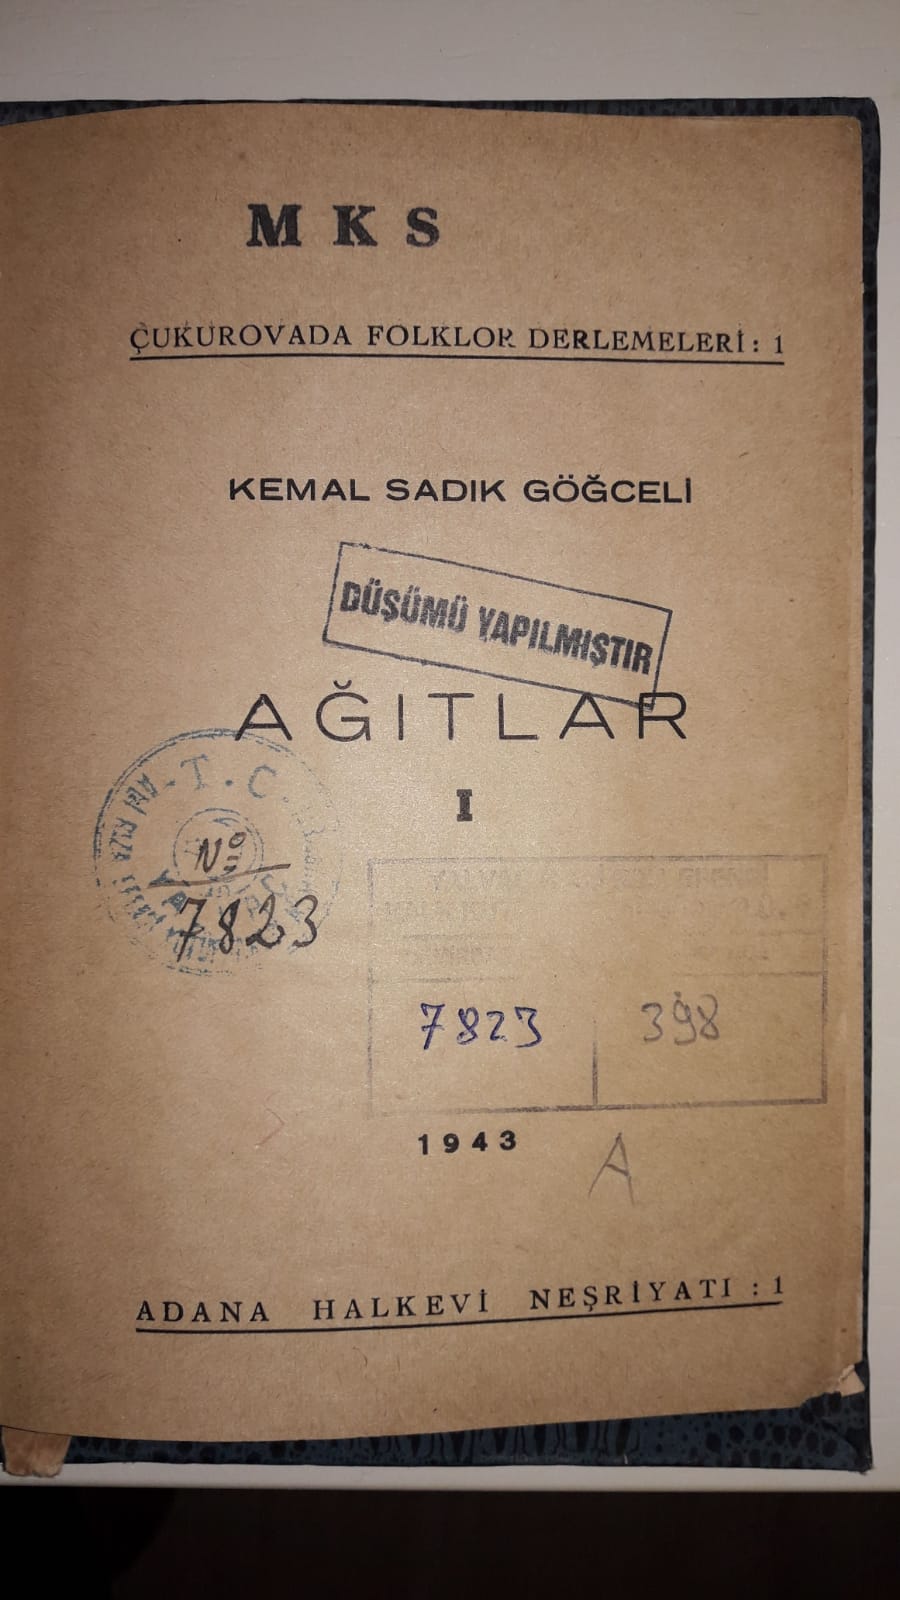 MKS
ÇUKUROVADA FOLKLOR DERLEMELERİ: 1
KEMAL SADIK GÖĞCELİ
DÜŞÜMÜ YAPILMIŞTIR
AĞITLAR
I
T.C.
No
7823
7823
398
1943
A
ADANA HALKEVİ NEŞRİYATI : 1